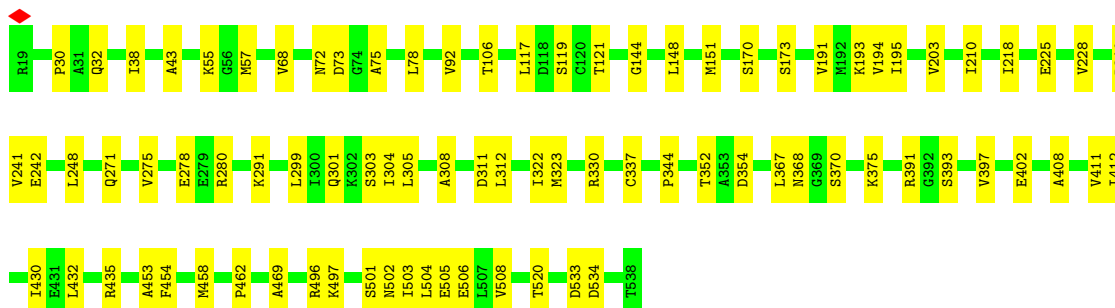 R19 P30 A31 Q32 I38 A43 K55 G56 M57 V68 N72 D73 G74 A75 L78 V92 T106 L117 D118 S119 C120 T121 G144 L148 M151 S170 S173 V191 M192 K193 V194 I195 V203 I210 I218 E225 V228
V241 E242 L248 Q271 V275 E278 E279 R280 K291 L299 I300 Q301 K302 S303 I304 L305 A308 D311 L312 I322 M323 R330 C337 P344 T352 A353 D354 L367 N368 G369 S370 K375 R391 G392 S393 V397 E402 A408 V411
I430 E431 L432 R435 A453 F454 M458 P462 A469 R496 K497 S501 N502 I503 L504 E505 E506 L507 V508 T520 D533 D534 T538